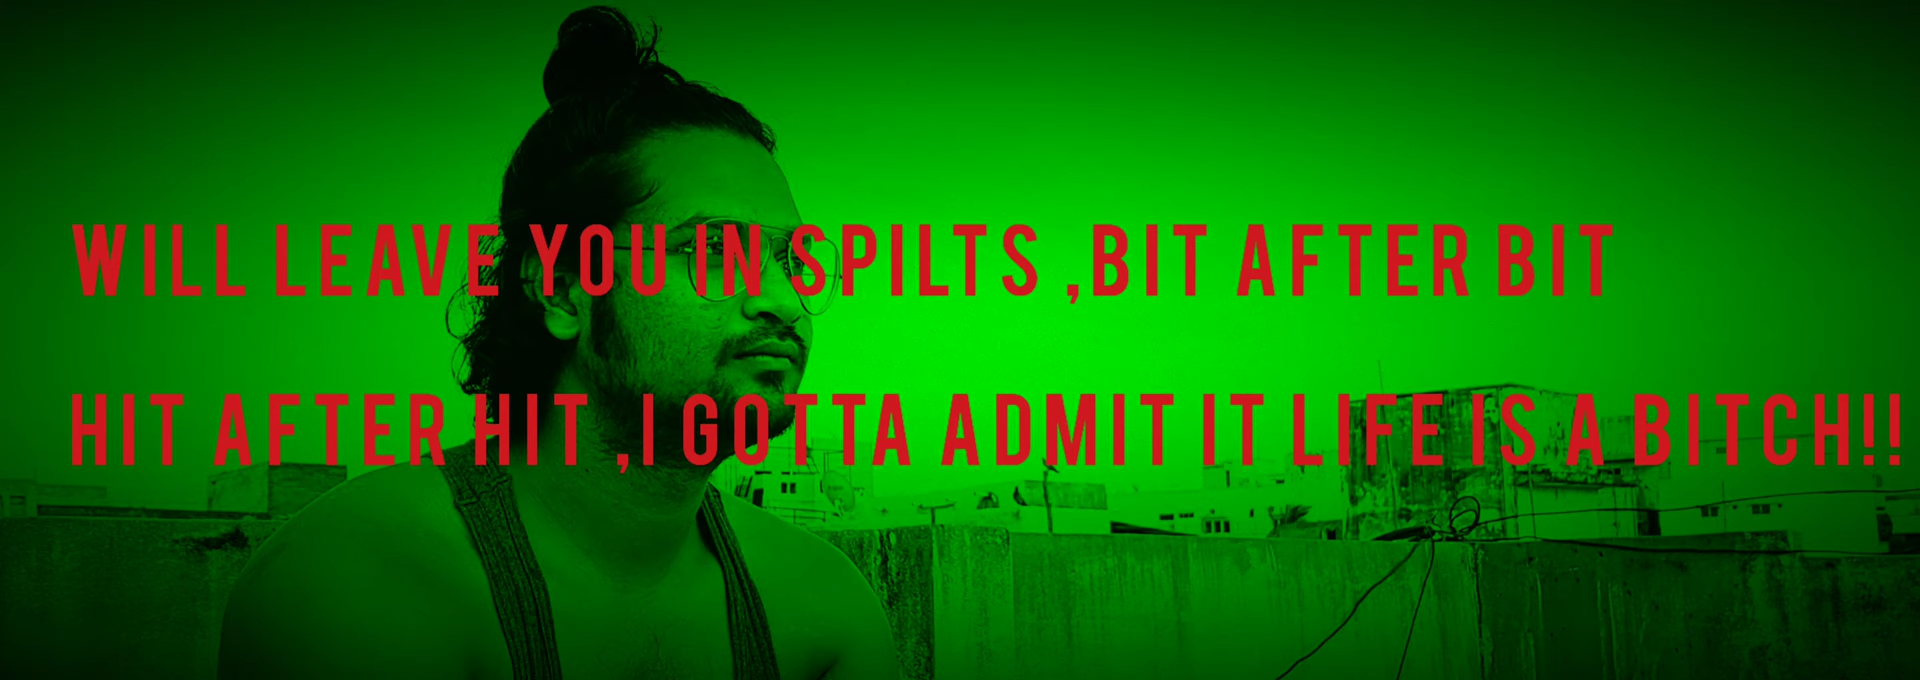 WILL LEAVE YOU IN SPILTS ,BIT AFTER BIT
HIT AFTER HIT ,I GOTTA ADMIT IT LIFE IS A BITCH!!